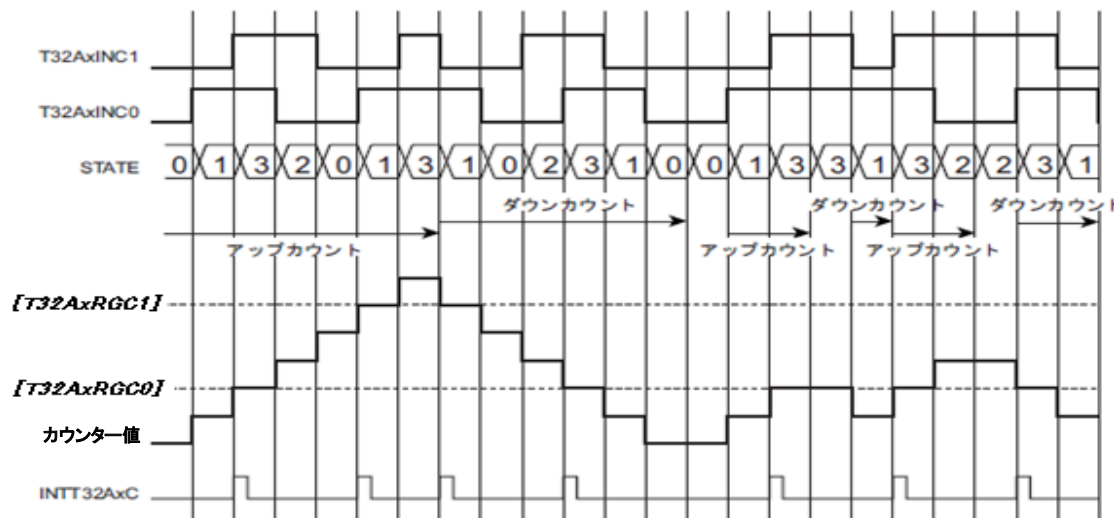 T32AxINC1
T32AxINC0
STATE 0 1 3 2 0 1 3 1 0 2 3 1 0 0 1 3 3 1 3 2 2 3 1
ダウンカウント ダウンカウント ダウンカウント
アップカウント アップカウント アップカウント
[T32AxRGC1]
[T32AxRGC0]
カウンター値
INTT32AxC